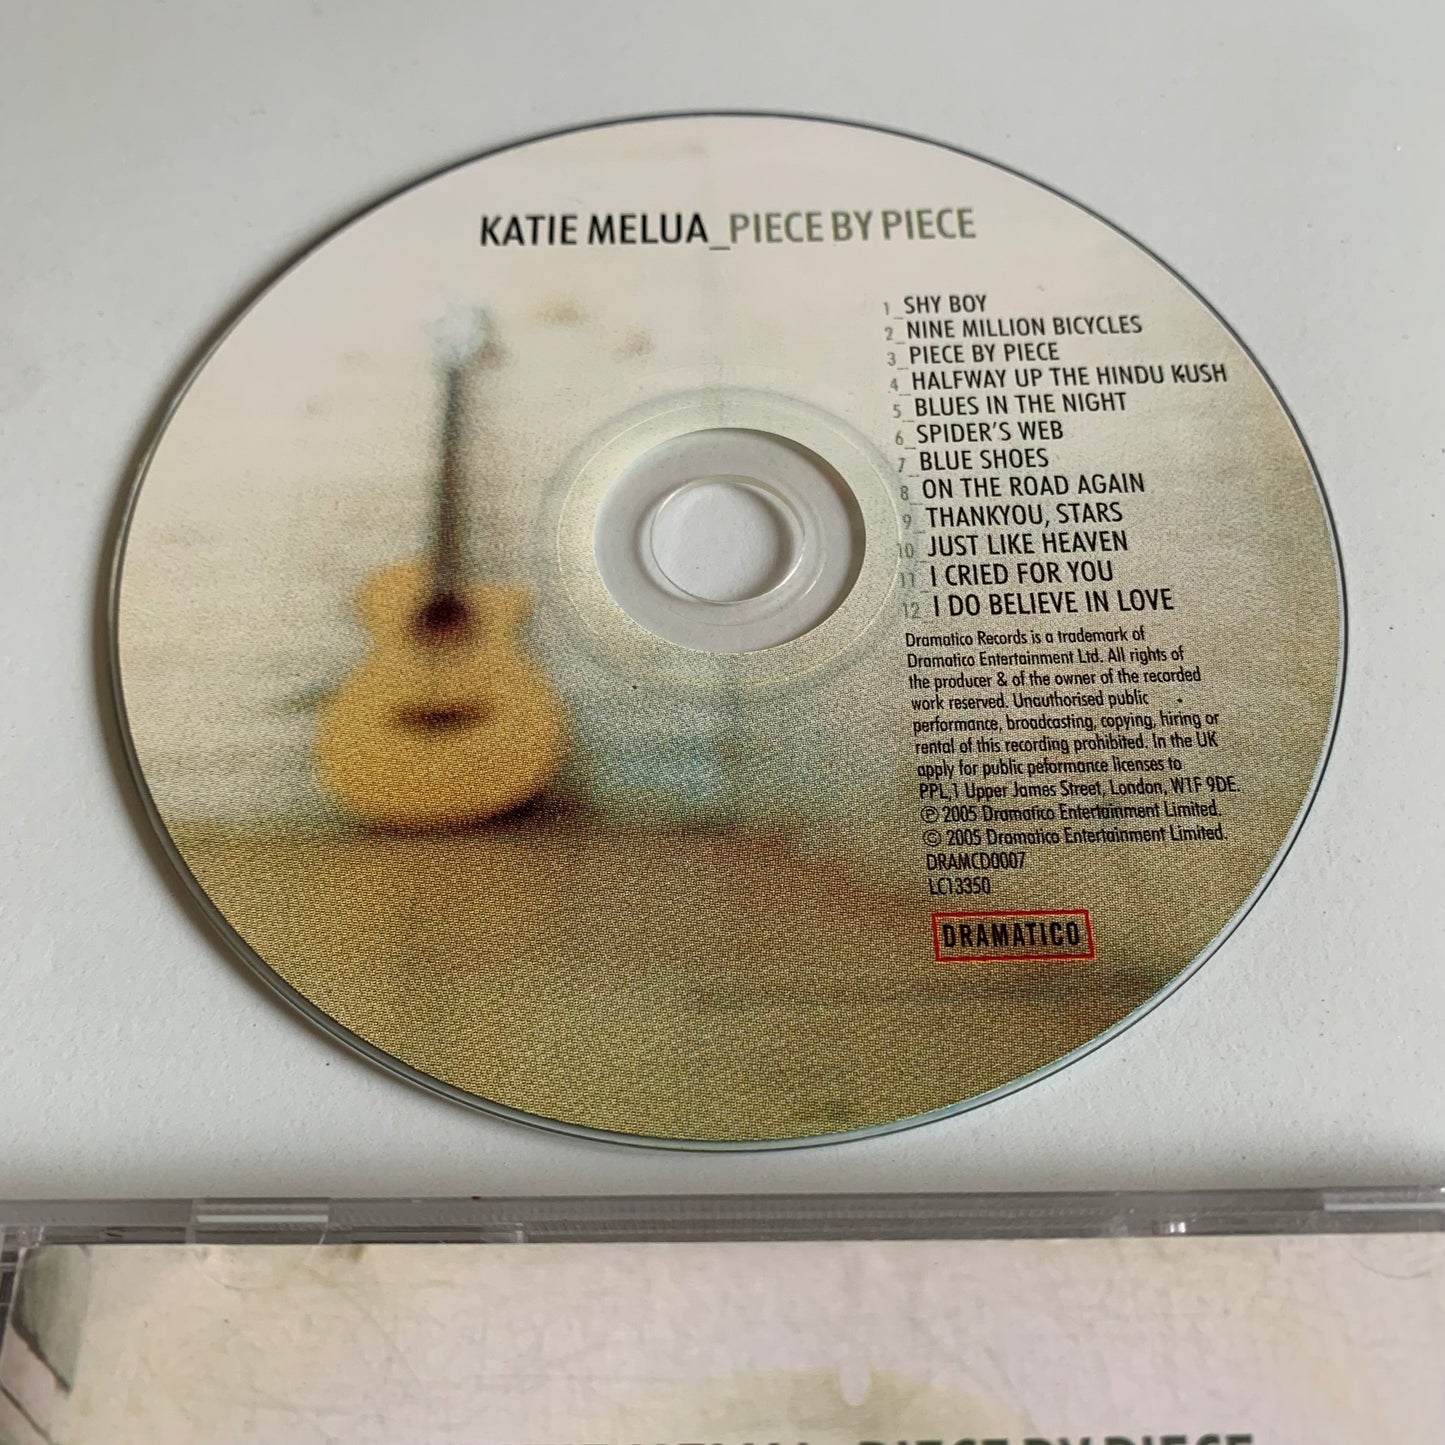 KATIE MELUA_PIECE BY PIECE
1_SHY BOY
2_NINE MILLION BICYCLES
3_PIECE BY PIECE
4_HALFWAY UP THE HINDU KUSH
5_BLUES IN THE NIGHT
6_SPIDER'S WEB
7_BLUE SHOES
8_ON THE ROAD AGAIN
9_THANKYOU, STARS
10_JUST LIKE HEAVEN
11_I CRIED FOR YOU
12_I DO BELIEVE IN LOVE
Dramatico Records is a trademark of
Dramatico Entertainment Ltd. All rights of
the producer & of the owner of the recorded
work reserved. Unauthorised public
performance, broadcasting, copying, hiring or
rental of this recording prohibited. In the UK
apply for public peformance licenses to
PPL,1 Upper James Street, London, W1F 9DE.
℗ 2005 Dramatico Entertainment Limited.
© 2005 Dramatico Entertainment Limited.
DRAMCD0007
LC13350
DRAMATICO
MELUA_PIECE BY PIECE